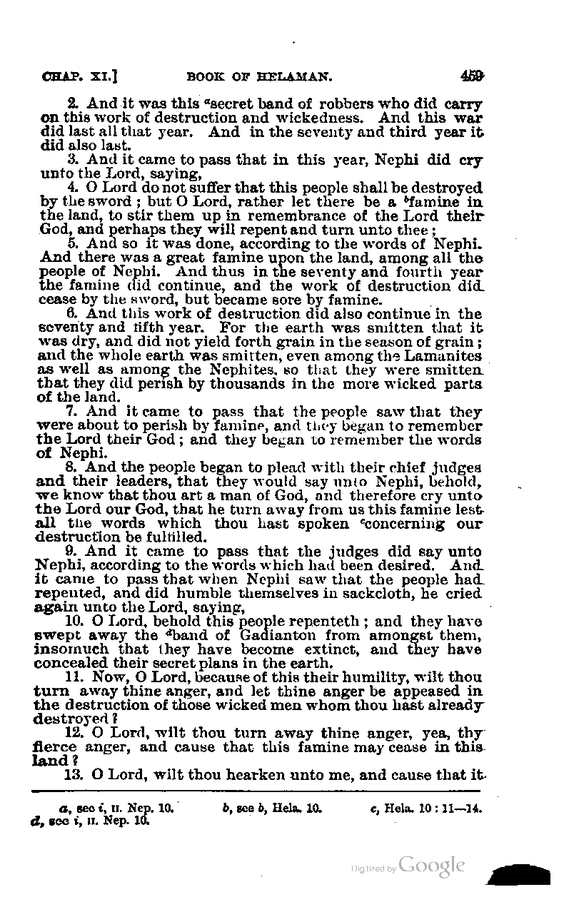 CHAP. XI.] BOOK OF HELAMAN. 459
2. And it was this ᵃsecret band of robbers who did carry
on this work of destruction and wickedness. And this war
did last all that year. And in the seventy and third year it
did also last.
3. And it came to pass that in this year, Nephi did cry
unto the Lord, saying,
4. O Lord do not suffer that this people shall be destroyed
by the sword; but O Lord, rather let there be a ᵇfamine in
the land, to stir them up in remembrance of the Lord their
God, and perhaps they will repent and turn unto thee;
5. And so it was done, according to the words of Nephi.
And there was a great famine upon the land, among all the
people of Nephi. And thus in the seventy and fourth year
the famine did continue, and the work of destruction did
cease by the sword, but became sore by famine.
6. And this work of destruction did also continue in the
seventy and fifth year. For the earth was smitten that it
was dry, and did not yield forth grain in the season of grain;
and the whole earth was smitten, even among the Lamanites
as well as among the Nephites, so that they were smitten
that they did perish by thousands in the more wicked parts
of the land.
7. And it came to pass that the people saw that they
were about to perish by famine, and they began to remember
the Lord their God; and they began to remember the words
of Nephi.
8. And the people began to plead with their chief judges
and their leaders, that they would say unto Nephi, behold,
we know that thou art a man of God, and therefore cry unto
the Lord our God, that he turn away from us this famine lest
all the words which thou hast spoken ᶜconcerning our
destruction be fulfilled.
9. And it came to pass that the judges did say unto
Nephi, according to the words which had been desired. And
it came to pass that when Nephi saw that the people had
repented, and did humble themselves in sackcloth, he cried
again unto the Lord, saying,
10. O Lord, behold this people repenteth; and they have
swept away the ᵈband of Gadianton from amongst them,
insomuch that they have become extinct, and they have
concealed their secret plans in the earth.
11. Now, O Lord, because of this their humility, wilt thou
turn away thine anger, and let thine anger be appeased in
the destruction of those wicked men whom thou hast already
destroyed?
12. O Lord, wilt thou turn away thine anger, yea, thy
fierce anger, and cause that this famine may cease in this
land?
13. O Lord, wilt thou hearken unto me, and cause that it
a, see i, II. Nep. 10. b, see b, Hela. 10. c, Hela. 10:11—14.
d, see i, II. Nep. 10.
Digitized by Google